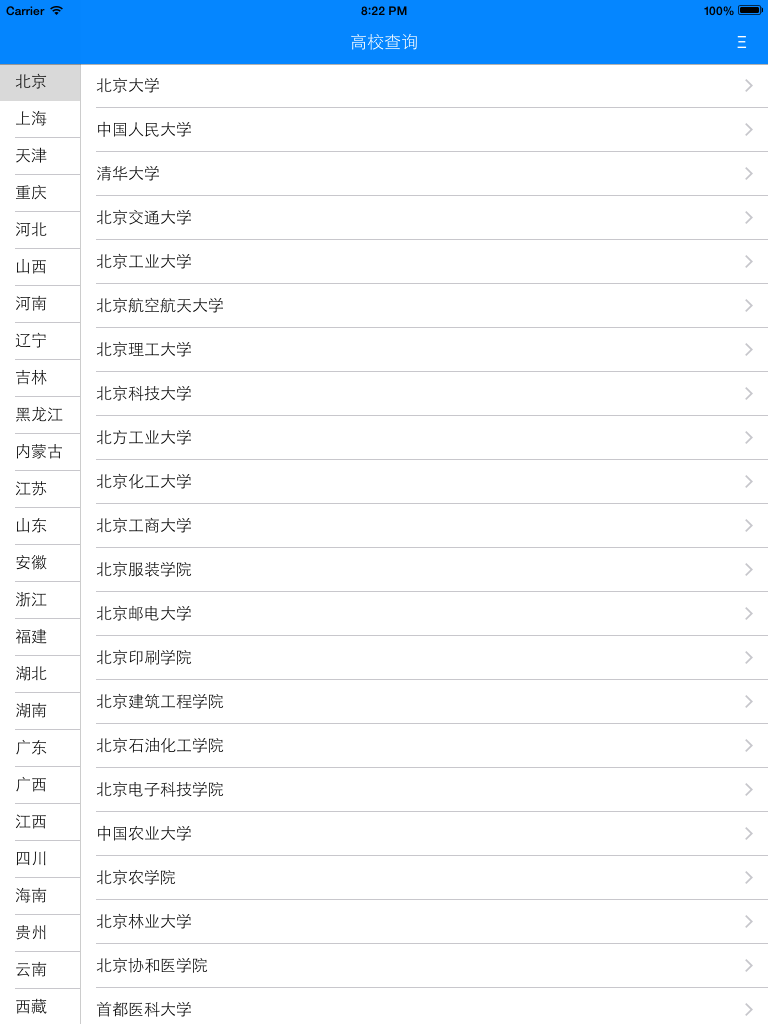 Carrier 8:22 PM 100%
高校查询
北京
上海
天津
重庆
河北
山西
河南
辽宁
吉林
黑龙江
内蒙古
江苏
山东
安徽
浙江
福建
湖北
湖南
广东
广西
江西
四川
海南
贵州
云南
西藏
北京大学
中国人民大学
清华大学
北京交通大学
北京工业大学
北京航空航天大学
北京理工大学
北京科技大学
北方工业大学
北京化工大学
北京工商大学
北京服装学院
北京邮电大学
北京印刷学院
北京建筑工程学院
北京石油化工学院
北京电子科技学院
中国农业大学
北京农学院
北京林业大学
北京协和医学院
首都医科大学